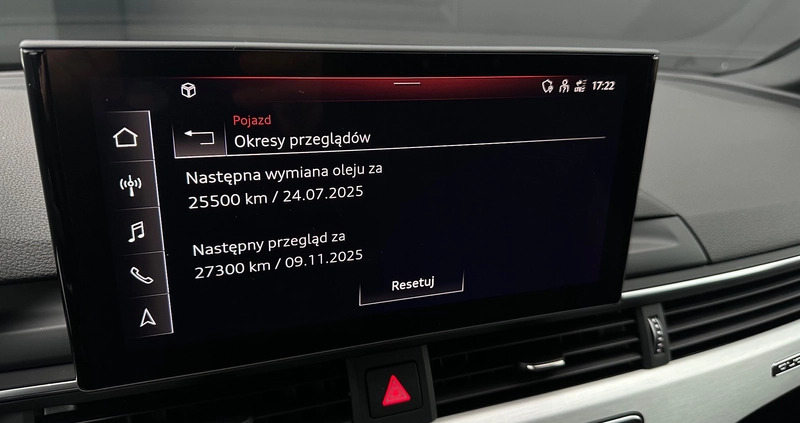 17:22
Pojazd
Okresy przeglądów
Następna wymiana oleju za
25500 km / 24.07.2025
Następny przegląd za
27300 km / 09.11.2025
Resetuj